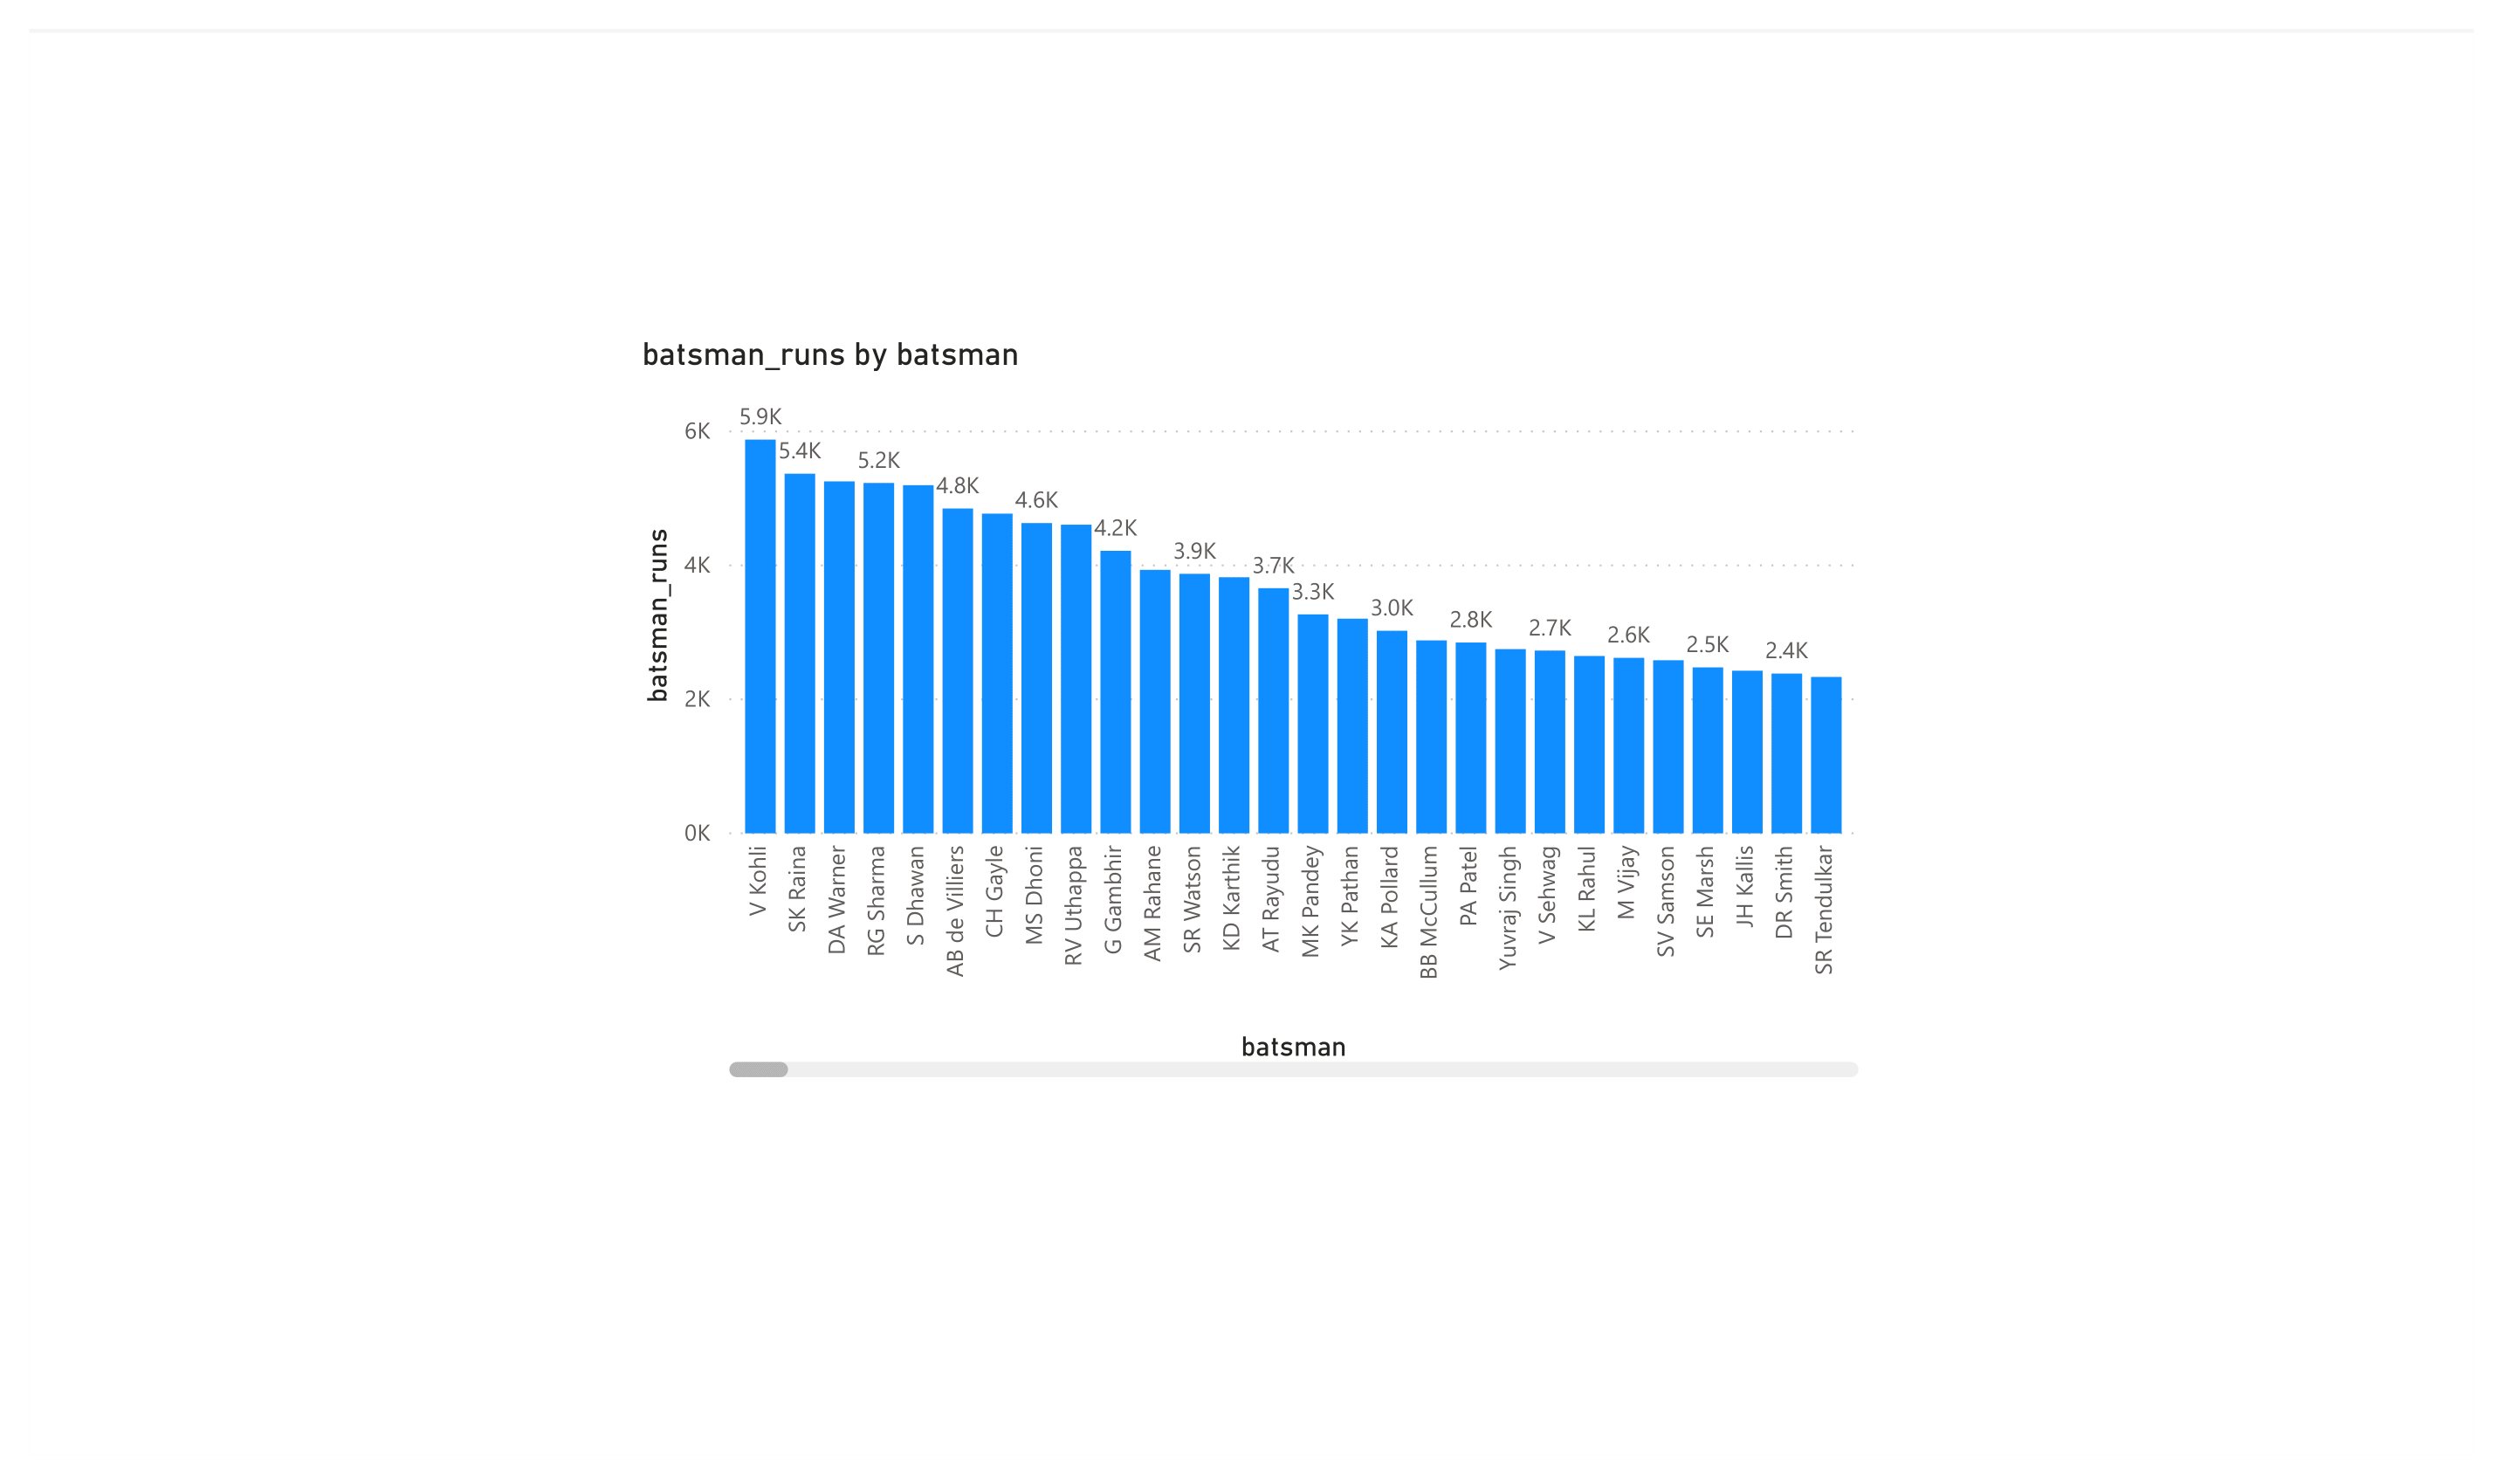 batsman_runs by batsman
5.9K
6K
5.4K
5.2K
4.8K
4.6K
4.2K
3.9K
4K
3.7K
3.3K
3.0K
2.8K
2.7K
2.6K
2.5K
2.4K
2K
0K
batsman_runs
V Kohli
SK Raina
DA Warner
RG Sharma
S Dhawan
AB de Villiers
CH Gayle
MS Dhoni
RV Uthappa
G Gambhir
AM Rahane
SR Watson
KD Karthik
AT Rayudu
MK Pandey
YK Pathan
KA Pollard
BB McCullum
PA Patel
Yuvraj Singh
V Sehwag
KL Rahul
M Vijay
SV Samson
SE Marsh
JH Kallis
DR Smith
SR Tendulkar
batsman